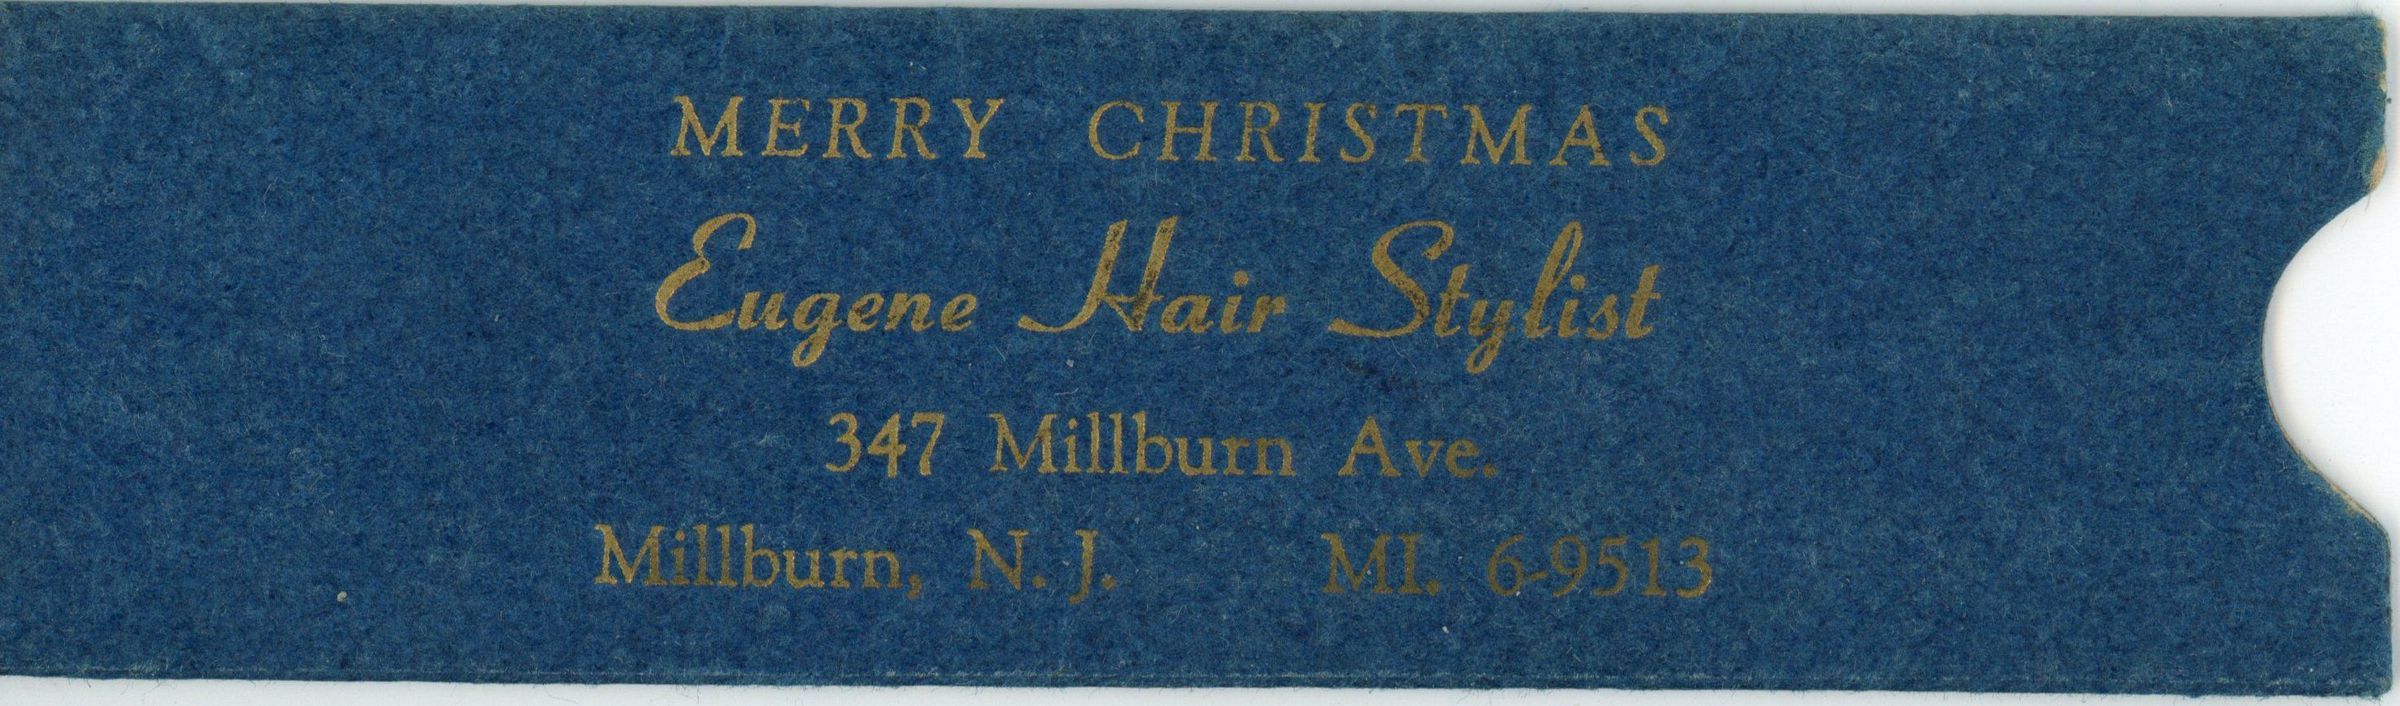 MERRY CHRISTMAS
Eugene Hair Stylist
347 Millburn Ave.
Millburn, N. J. MI. 6-9513